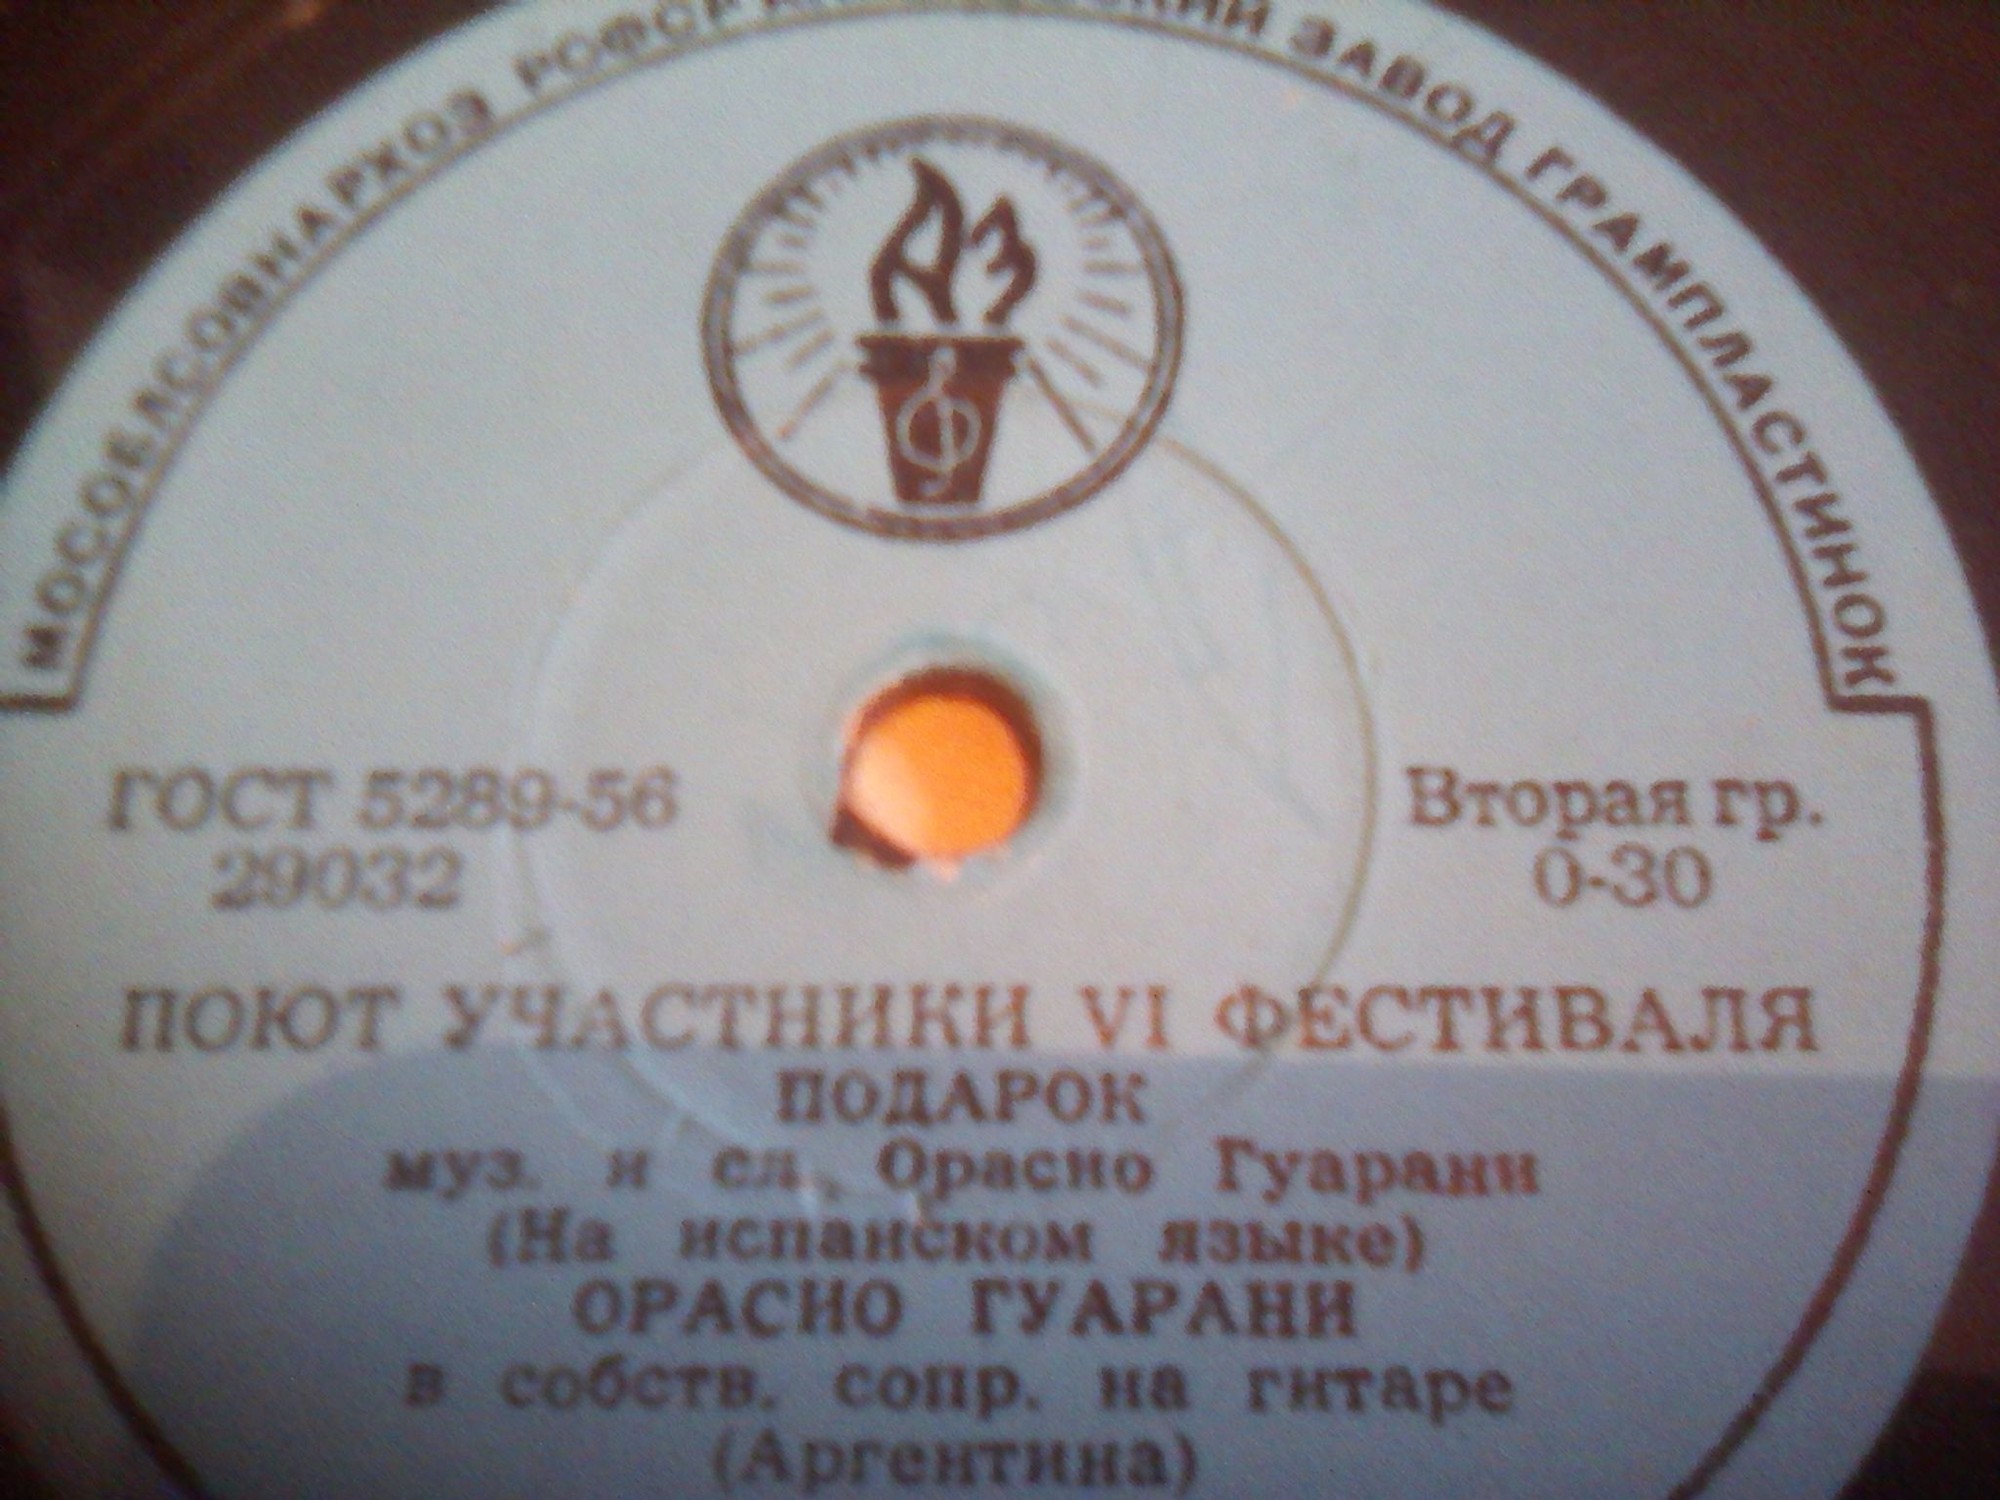 МОСОБЛСОВНАРХОЗ РСФСР ЗАВОД ГРАМПЛАСТИНОК
АЗ
ГОСТ 5289-56
29032
Вторая гр.
0-30
ПОЮТ УЧАСТНИКИ VI ФЕСТИВАЛЯ
ПОДАРОК
муз. и сл. Орасио Гуарани
(На испанском языке)
ОРАСИО ГУАРАНИ
в собств. сопр. на гитаре
(Аргентина)